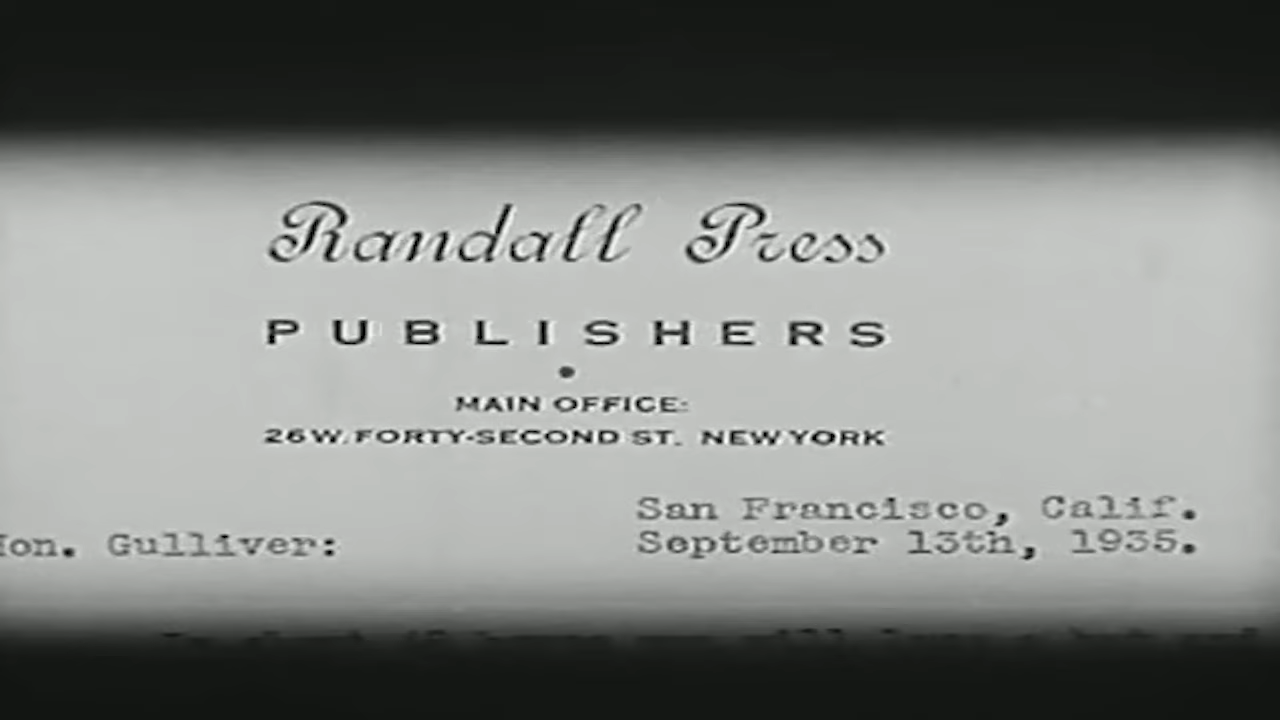 Randall Press
PUBLISHERS
MAIN OFFICE:
26 W. FORTY-SECOND ST. NEW YORK
San Francisco, Calif.
September 13th, 1935.
Hon. Gulliver: